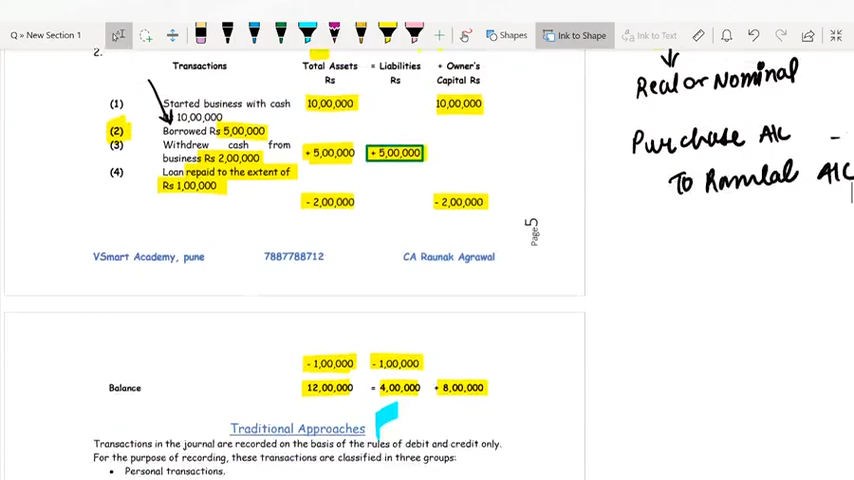 Q » New Section 1
Shapes
Ink to Shape
Ink to Text
2.
Transactions Total Assets = Liabilities + Owner's
Rs Rs Capital Rs
(1) Started business with cash 10,00,000 10,00,000
10,00,000
(2) Borrowed Rs 5,00,000
(3) Withdrew cash from + 5,00,000 + 5,00,000
business Rs 2,00,000
(4) Loan repaid to the extent of
Rs 1,00,000
- 2,00,000 - 2,00,000
Page 5
VSmart Academy, pune 7887788712 CA Raunak Agrawal
- 1,00,000 - 1,00,000
Balance 12,00,000 = 4,00,000 + 8,00,000
Traditional Approaches
Transactions in the journal are recorded on the basis of the rules of debit and credit only.
For the purpose of recording, these transactions are classified in three groups:
• Personal transactions.
Real or Nominal
Purchase A/c -
To Ramlal A/c